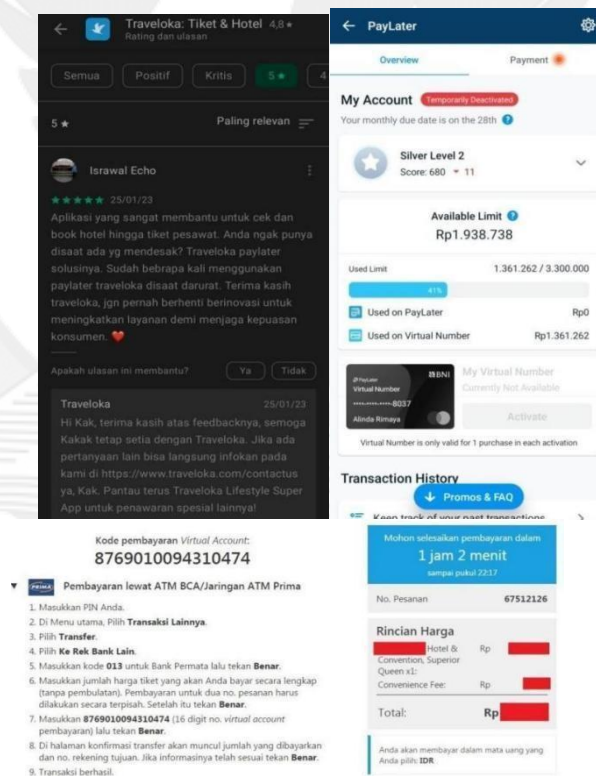 Traveloka: Tiket & Hotel 4,8★
Rating dan ulasan
Semua
Positif
Kritis
5★
4
5★
Paling relevan
Israwal Echo
★★★★★ 25/01/23
Aplikasi yang sangat membantu untuk cek dan
book hotel hingga tiket pesawat. Anda ngak punya
disaat ada yg mendesak? Traveloka paylater
solusinya. Sudah bebrapa kali menggunakan
paylater traveloka disaat darurat. Terima kasih
traveloka, jgn pernah berhenti berinovasi untuk
meningkatkan layanan demi menjaga kepuasan
konsumen. ❤️
Apakah ulasan ini membantu?
Ya
Tidak
Traveloka 25/01/23
Hi Kak, terima kasih atas feedbacknya, semoga
Kakak tetap setia dengan Traveloka. Jika ada
pertanyaan lain bisa langsung infokan pada
kami di https://www.traveloka.com/contactus
ya, Kak. Pantau terus Traveloka Lifestyle Super
App untuk penawaran spesial lainnya!
PayLater
Overview
Payment
My Account Temporarily Deactivated
Your monthly due date is on the 28th
Silver Level 2
Score: 680 ▼ 11
Available Limit
Rp1.938.738
Used Limit 1.361.262 / 3.300.000
41%
Used on PayLater Rp0
Used on Virtual Number Rp1.361.262
PayLater
Virtual Number
BNI
8037
Alinda Rimaya
My Virtual Number
Currently Not Available
Activate
Virtual Number is only valid for 1 purchase in each activation
Transaction History
Promos & FAQ
Keep track of your past transactions
Kode pembayaran Virtual Account:
8769010094310474
PRIMA Pembayaran lewat ATM BCA/Jaringan ATM Prima
1. Masukkan PIN Anda.
2. Di Menu utama, Pilih Transaksi Lainnya.
3. Pilih Transfer.
4. Pilih Ke Rek Bank Lain.
5. Masukkan kode 013 untuk Bank Permata lalu tekan Benar.
6. Masukkan jumlah harga tiket yang akan Anda bayar secara lengkap
(tanpa pembulatan). Pembayaran untuk dua no. pesanan harus
dilakukan secara terpisah. Setelah itu tekan Benar.
7. Masukkan 8769010094310474 (16 digit no. virtual account
pembayaran) lalu tekan Benar.
8. Di halaman konfirmasi transfer akan muncul jumlah yang dibayarkan
dan no. rekening tujuan. Jika informasinya telah sesuai tekan Benar.
9. Transaksi berhasil.
Mohon selesaikan pembayaran dalam
1 jam 2
menit
sampai pukul 22:17
No. Pesanan 67512126
Rincian Harga
Hotel & Rp
Convention, Superior
Queen x1:
Convenience Fee: Rp
Total: Rp
Anda akan membayar dalam mata uang yang
Anda pilih: IDR